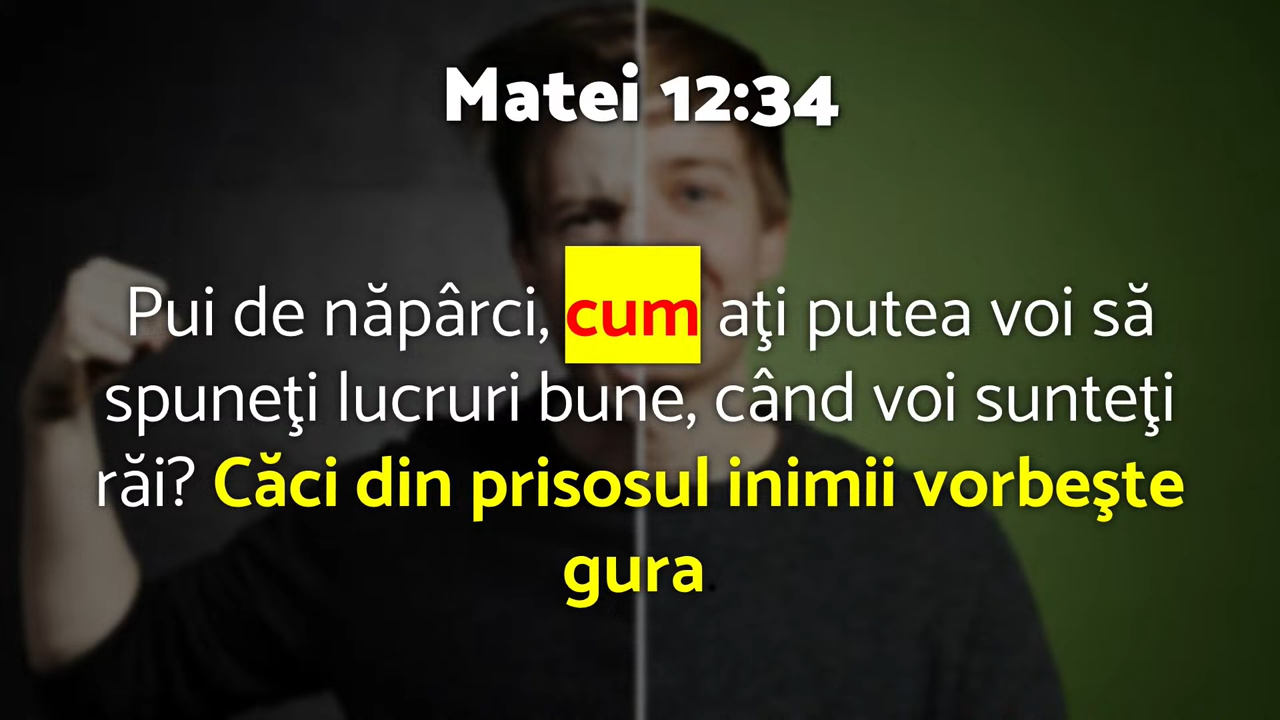 Matei 12:34
Pui de năpârci, cum aţi putea voi să
spuneţi lucruri bune, când voi sunteţi
răi? Căci din prisosul inimii vorbeşte
gura.